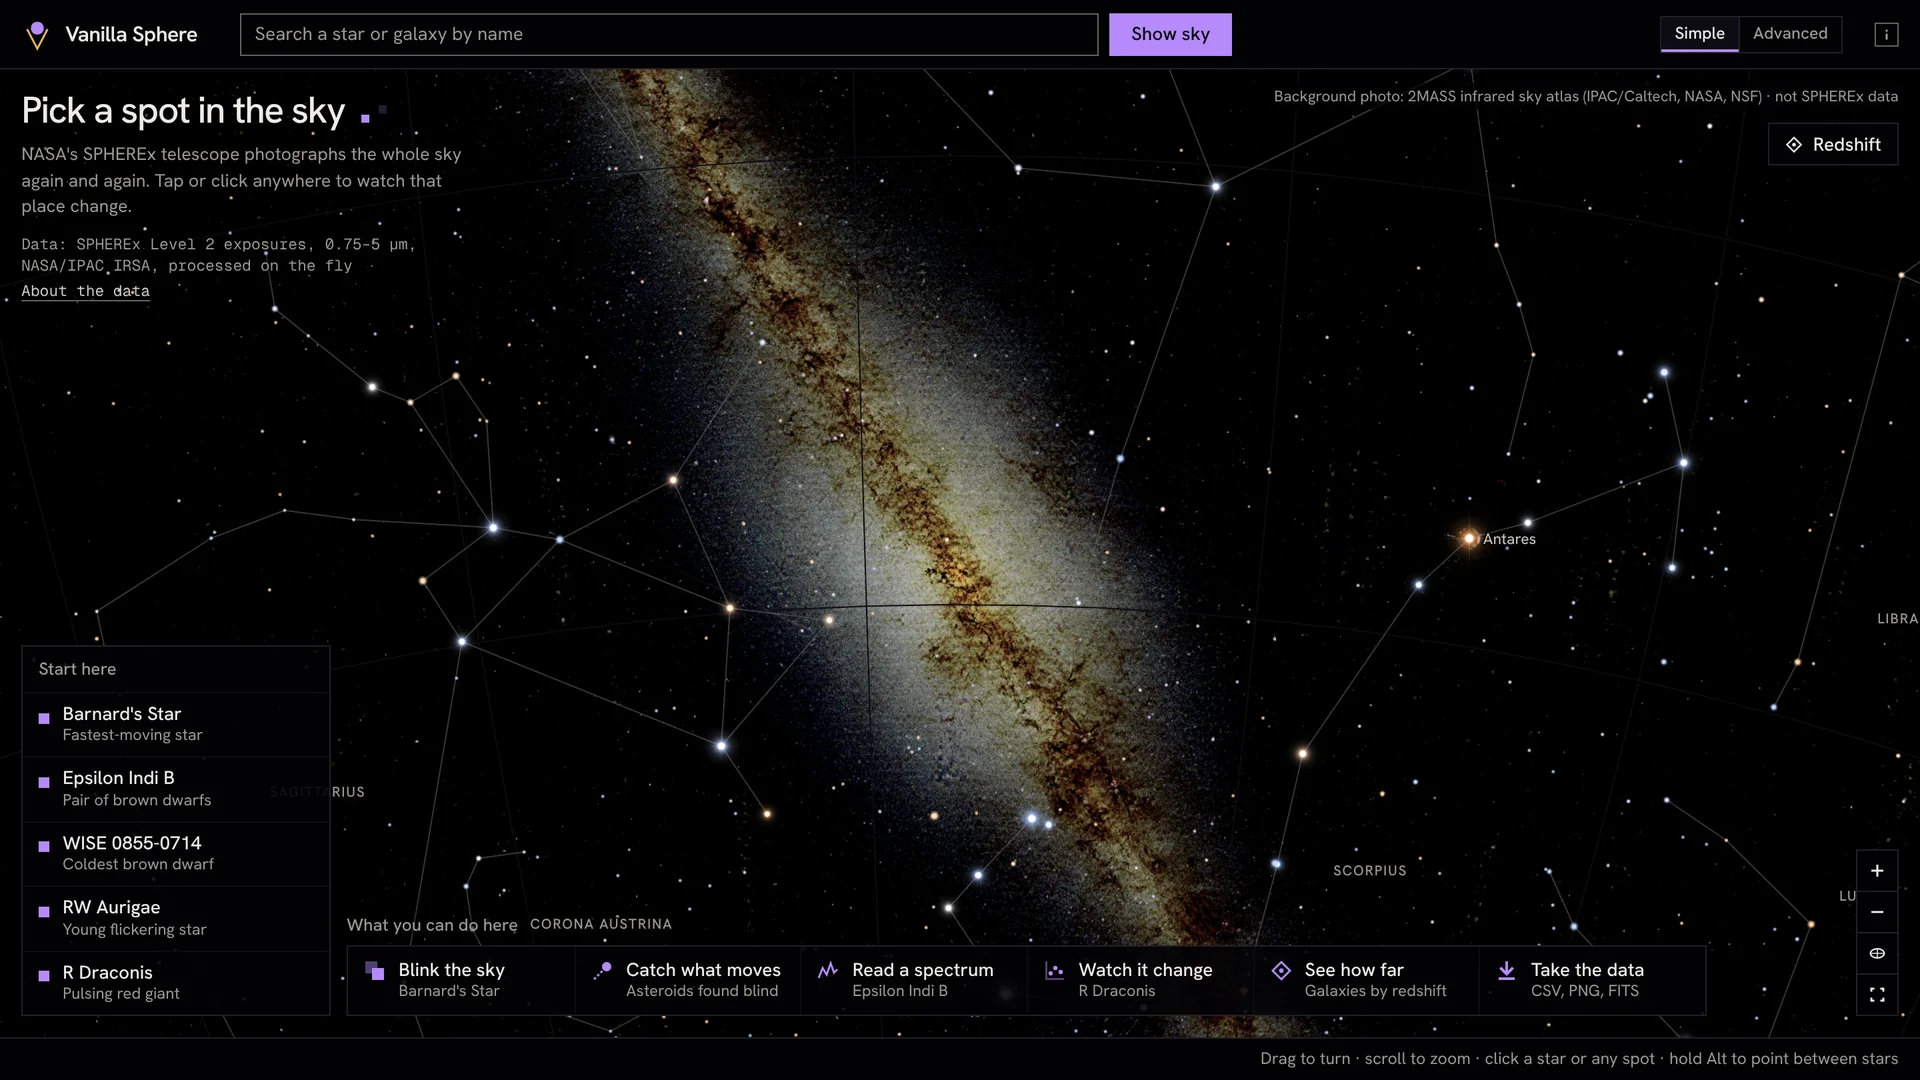 Vanilla Sphere
Search a star or galaxy by name
Show sky
Simple
Advanced
i
Pick a spot in the sky
NASA's SPHEREx telescope photographs the whole sky
again and again. Tap or click anywhere to watch that
place change.
Data: SPHEREx Level 2 exposures, 0.75–5 µm,
NASA/IPAC IRSA, processed on the fly
About the data
Background photo: 2MASS infrared sky atlas (IPAC/Caltech, NASA, NSF) · not SPHEREx data
Redshift
Antares
LIBRA
Start here
Barnard's Star
Fastest-moving star
Epsilon Indi B
Pair of brown dwarfs
WISE 0855-0714
Coldest brown dwarf
RW Aurigae
Young flickering star
R Draconis
Pulsing red giant
SAGITTARIUS
SCORPIUS
LU
What you can do here
CORONA AUSTRINA
Blink the sky
Barnard's Star
Catch what moves
Asteroids found blind
Read a spectrum
Epsilon Indi B
Watch it change
R Draconis
See how far
Galaxies by redshift
Take the data
CSV, PNG, FITS
Drag to turn · scroll to zoom · click a star or any spot · hold Alt to point between stars